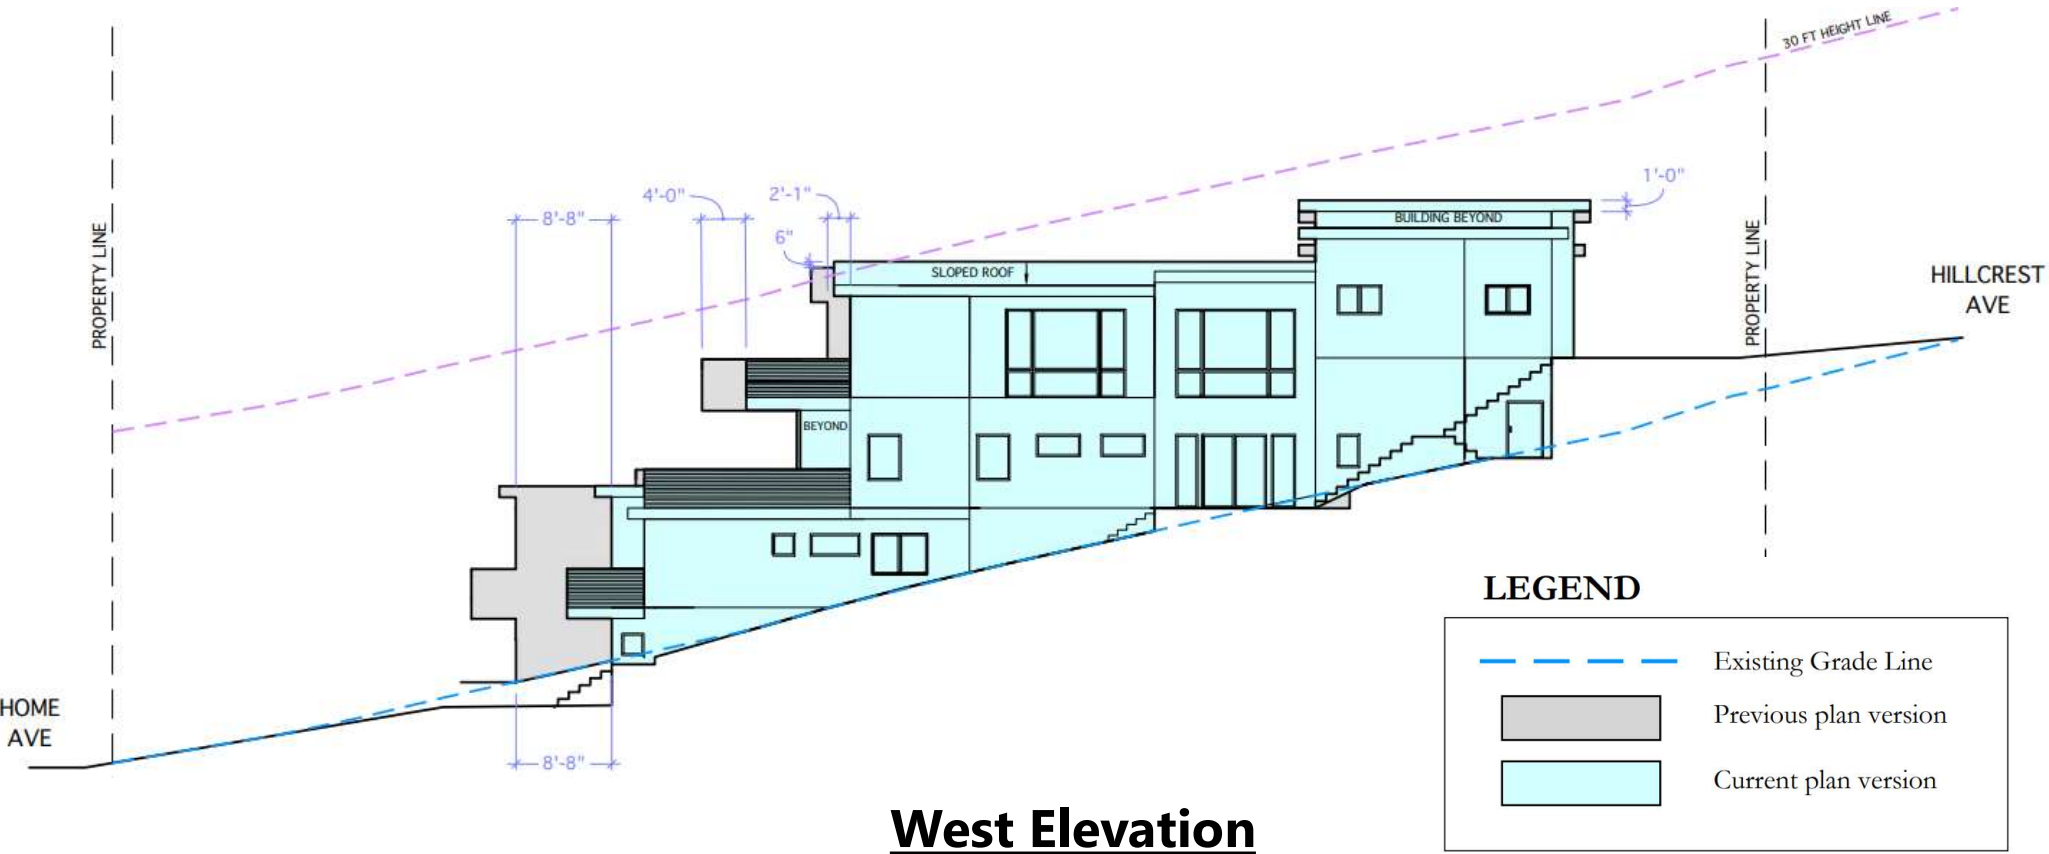 30 FT HEIGHT LINE
4'-0"
2'-1"
1'-0"
8'-8"
6"
BUILDING BEYOND
PROPERTY LINE
PROPERTY LINE
SLOPED ROOF
HILLCREST
AVE
BEYOND
LEGEND
Existing Grade Line
HOME
AVE
Previous plan version
8'-8"
Current plan version
West Elevation